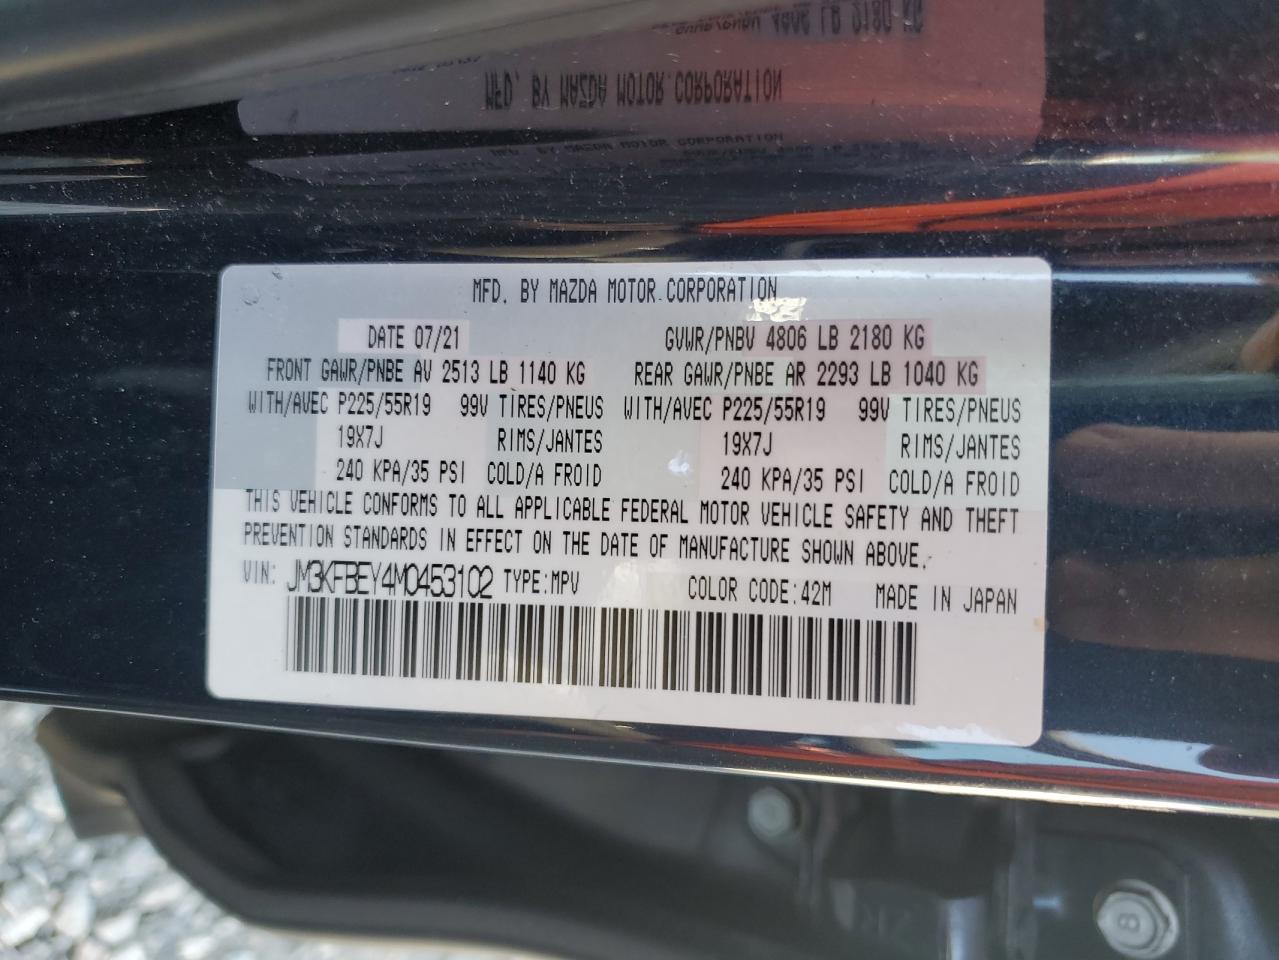 MFD. BY MAZDA MOTOR CORPORATION
DATE 07/21 GVWR/PNBV 4806 LB 2180 KG
FRONT GAWR/PNBE AV 2513 LB 1140 KG REAR GAWR/PNBE AR 2293 LB 1040 KG
WITH/AVEC P225/55R19 99V TIRES/PNEUS WITH/AVEC P225/55R19 99V TIRES/PNEUS
19X7J RIMS/JANTES 19X7J RIMS/JANTES
240 KPA/35 PSI COLD/A FROID 240 KPA/35 PSI COLD/A FROID
THIS VEHICLE CONFORMS TO ALL APPLICABLE FEDERAL MOTOR VEHICLE SAFETY AND THEFT
PREVENTION STANDARDS IN EFFECT ON THE DATE OF MANUFACTURE SHOWN ABOVE.
VIN: JM3KFBEY4M0453102 TYPE:MPV COLOR CODE:42M MADE IN JAPAN
8